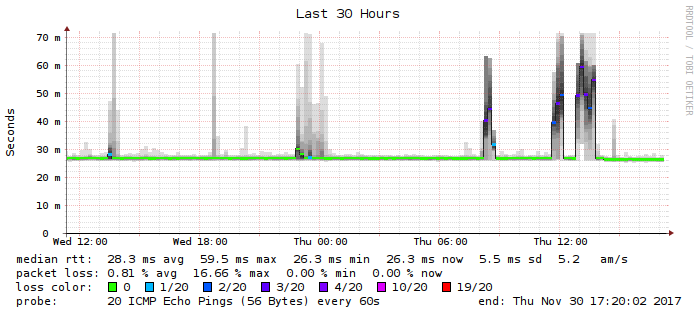 Last 30 Hours
RRDTOOL / TOBI OETIKER
Seconds
70 m
60 m
50 m
40 m
30 m
20 m
10 m
0
Wed 12:00 Wed 18:00 Thu 00:00 Thu 06:00 Thu 12:00
median rtt: 28.3 ms avg 59.5 ms max 26.3 ms min 26.3 ms now 5.5 ms sd 5.2 am/s
packet loss: 0.81 % avg 16.66 % max 0.00 % min 0.00 % now
loss color: 0 1/20 2/20 3/20 4/20 10/20 19/20
probe: 20 ICMP Echo Pings (56 Bytes) every 60s end: Thu Nov 30 17:20:02 2017